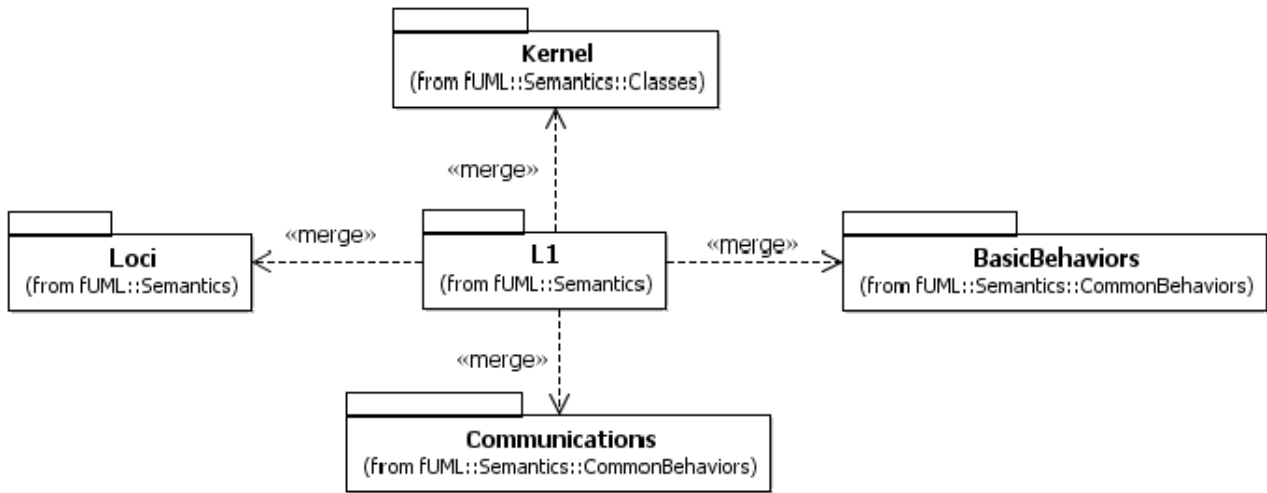 Kernel
(from fUML::Semantics::Classes)
«merge»
«merge»
«merge»
Loci
(from fUML::Semantics)
L1
(from fUML::Semantics)
BasicBehaviors
(from fUML::Semantics::CommonBehaviors)
«merge»
Communications
(from fUML::Semantics::CommonBehaviors)